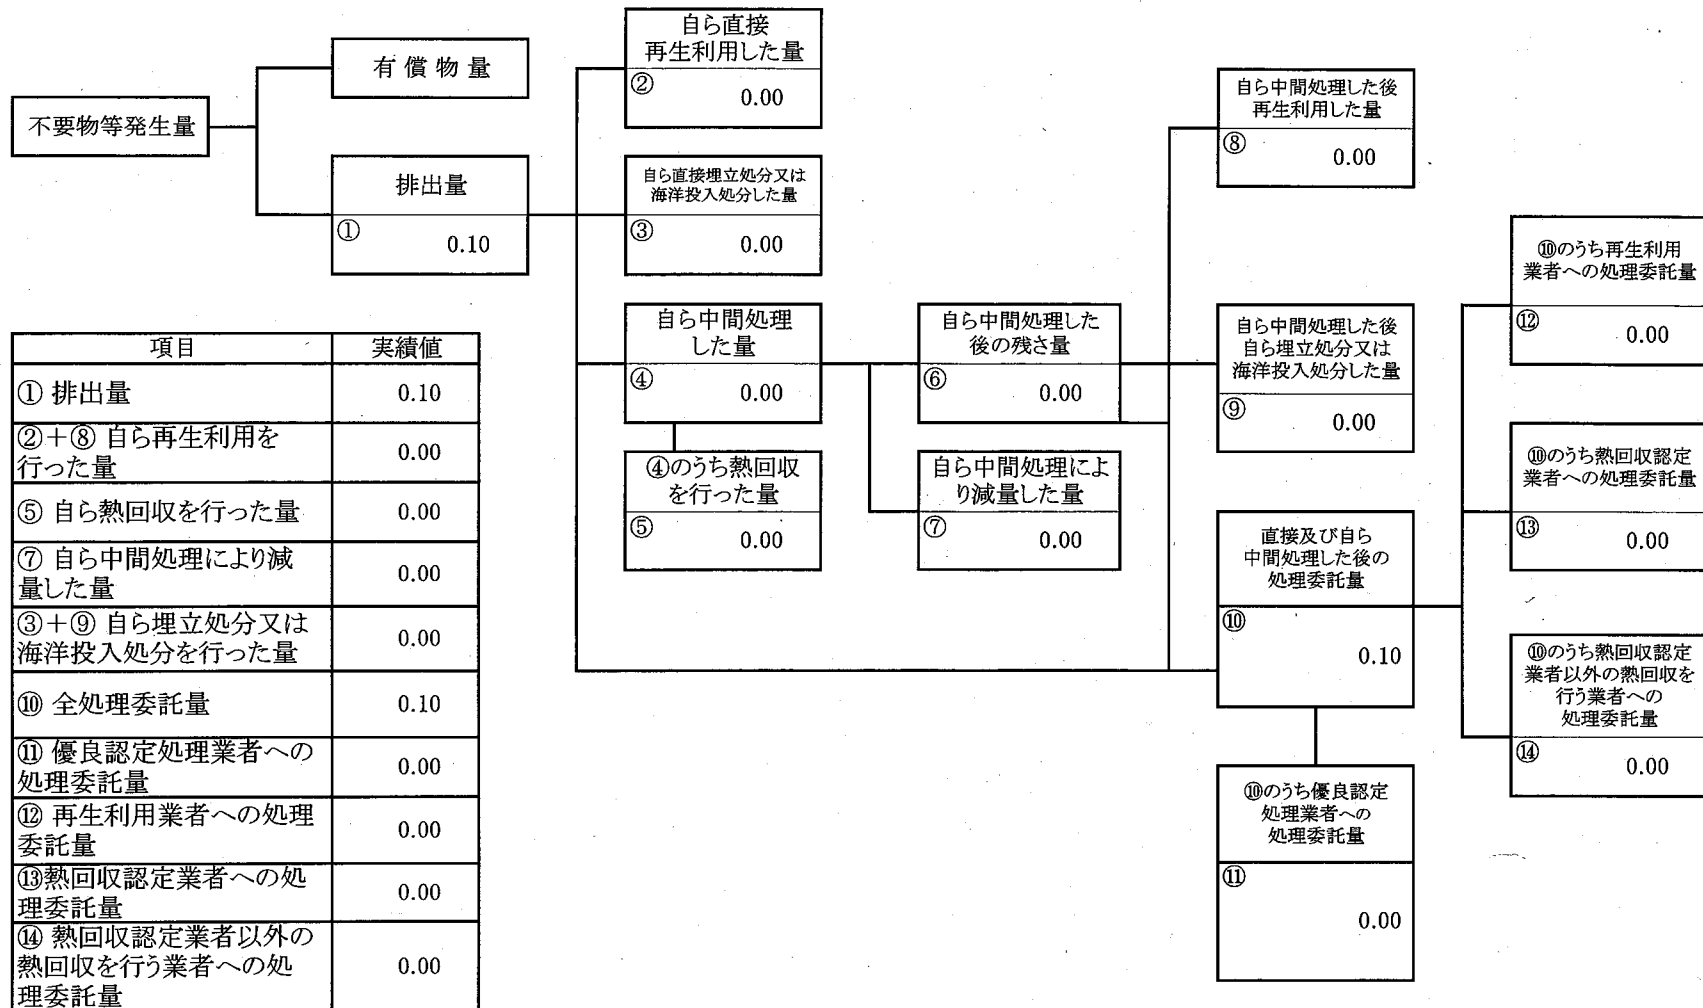 不要物等発生量
有償物量
排出量
①
0.10
自ら直接
再生利用した量
②
0.00
自ら直接埋立処分又は
海洋投入処分した量
③
0.00
自ら中間処理
した量
④
0.00
④のうち熱回収
を行った量
⑤
0.00
自ら中間処理した
後の残さ量
⑥
0.00
自ら中間処理によ
り減量した量
⑦
0.00
自ら中間処理した後
再生利用した量
⑧
0.00
自ら中間処理した後
自ら埋立処分又は
海洋投入処分した量
⑨
0.00
直接及び自ら
中間処理した後の
処理委託量
⑩
0.10
⑩のうち優良認定
処理業者への
処理委託量
⑪
0.00
⑩のうち再生利用
業者への処理委託量
⑫
0.00
⑩のうち熱回収認定
業者への処理委託量
⑬
0.00
⑩のうち熱回収認定
業者以外の熱回収を
行う業者への
処理委託量
⑭
0.00
項目 実績値
① 排出量 0.10
②+⑧ 自ら再生利用を
行った量 0.00
⑤ 自ら熱回収を行った量 0.00
⑦ 自ら中間処理により減
量した量 0.00
③+⑨ 自ら埋立処分又は
海洋投入処分を行った量 0.00
⑩ 全処理委託量 0.10
⑪ 優良認定処理業者への
処理委託量 0.00
⑫ 再生利用業者への処理
委託量 0.00
⑬熱回収認定業者への処
理委託量 0.00
⑭ 熱回収認定業者以外の
熱回収を行う業者への処
理委託量 0.00